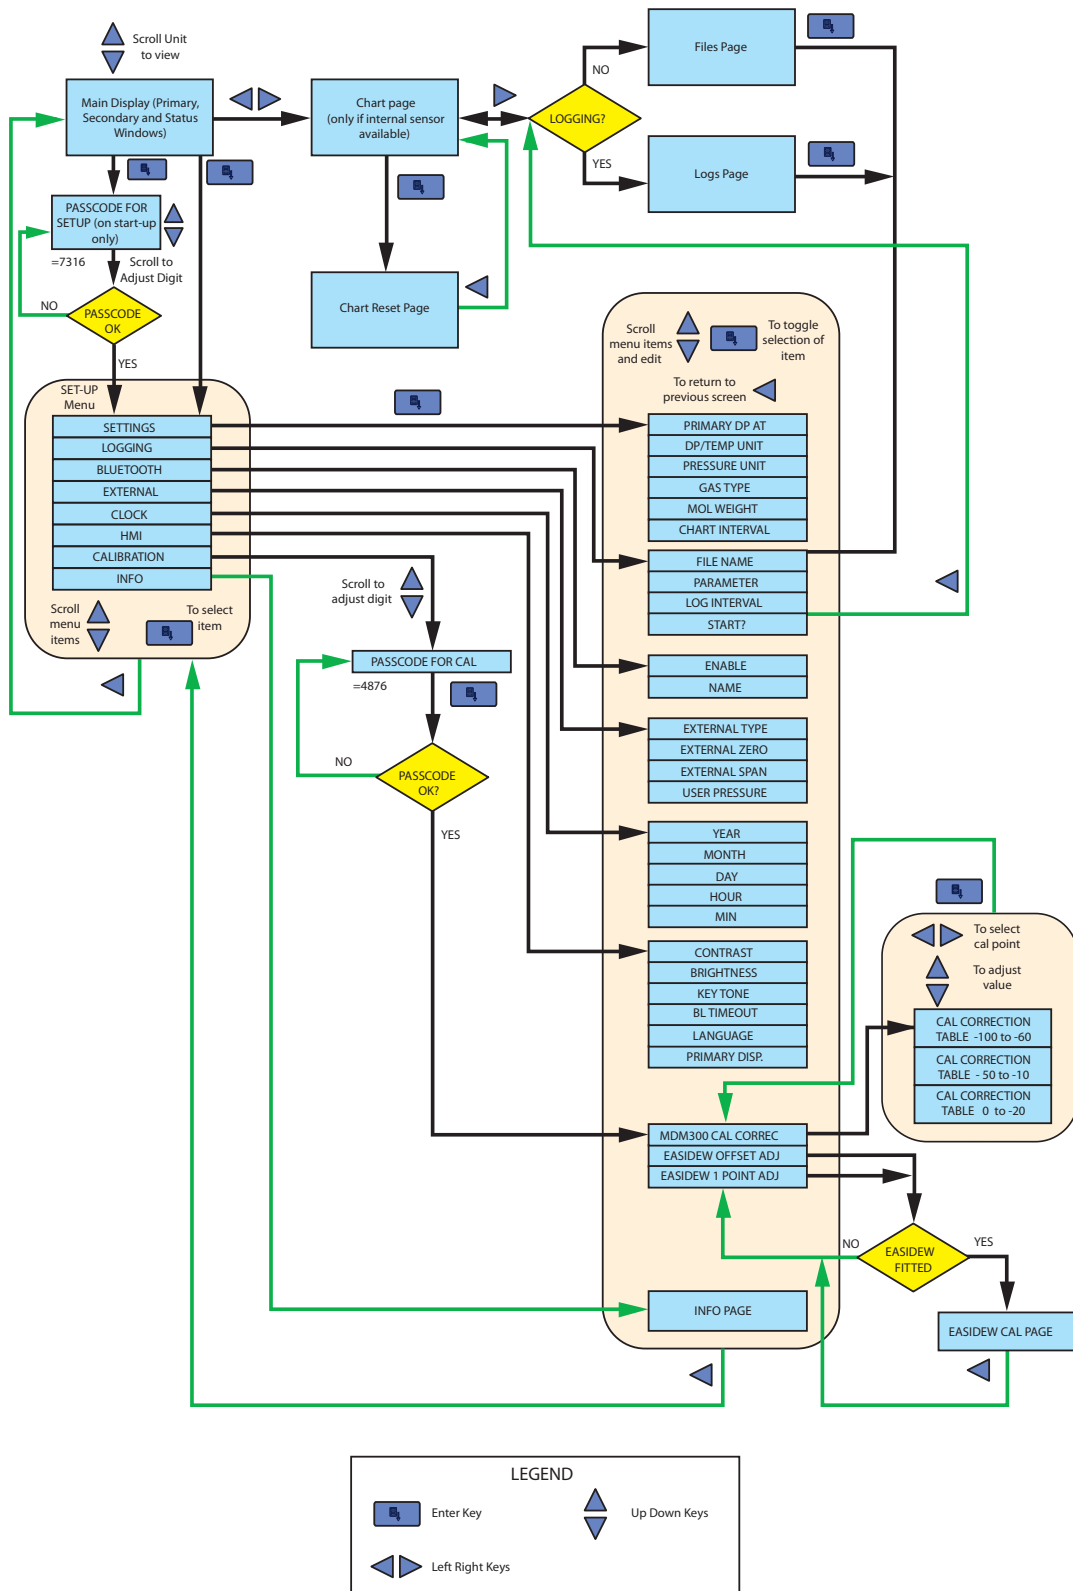 Scroll Unit
to view
Main Display (Primary,
Secondary and Status
Windows)
Chart page
(only if internal sensor
available)
LOGGING?
NO
YES
Files Page
Logs Page
PASSCODE FOR
SETUP (on start-up
only)
=7316
Scroll to
Adjust Digit
NO
PASSCODE
OK
YES
Chart Reset Page
SET-UP
Menu
SETTINGS
LOGGING
BLUETOOTH
EXTERNAL
CLOCK
HMI
CALIBRATION
INFO
Scroll
menu
items
To select
item
Scroll to
adjust digit
PASSCODE FOR CAL
=4876
NO
PASSCODE
OK?
YES
Scroll
menu items
and edit
To toggle
selection of
item
To return to
previous screen
PRIMARY DP AT
DP/TEMP UNIT
PRESSURE UNIT
GAS TYPE
MOL WEIGHT
CHART INTERVAL
FILE NAME
PARAMETER
LOG INTERVAL
START?
ENABLE
NAME
EXTERNAL TYPE
EXTERNAL ZERO
EXTERNAL SPAN
USER PRESSURE
YEAR
MONTH
DAY
HOUR
MIN
CONTRAST
BRIGHTNESS
KEY TONE
BL TIMEOUT
LANGUAGE
PRIMARY DISP.
MDM300 CAL CORREC
EASIDEW OFFSET ADJ
EASIDEW 1 POINT ADJ
INFO PAGE
To select
cal point
To adjust
value
CAL CORRECTION
TABLE -100 to -60
CAL CORRECTION
TABLE - 50 to -10
CAL CORRECTION
TABLE 0 to -20
NO
EASIDEW
FITTED
YES
EASIDEW CAL PAGE
LEGEND
Enter Key
Up Down Keys
Left Right Keys